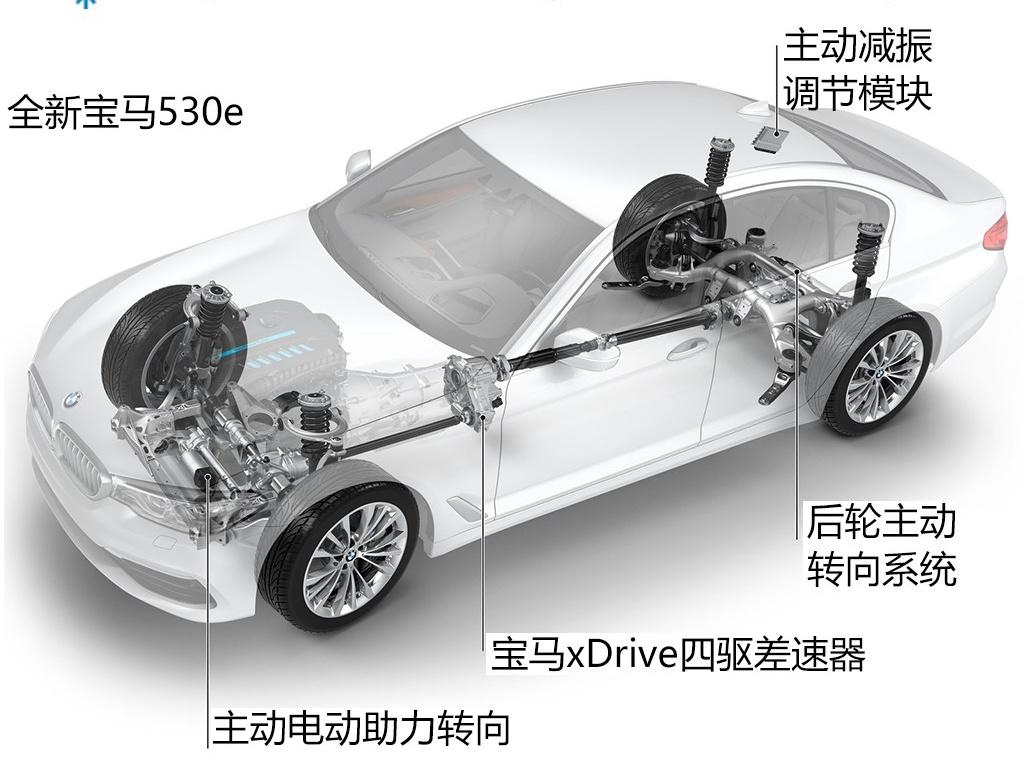 主动减振
调节模块
全新宝马530e
后轮主动
转向系统
宝马xDrive四驱差速器
主动电动助力转向